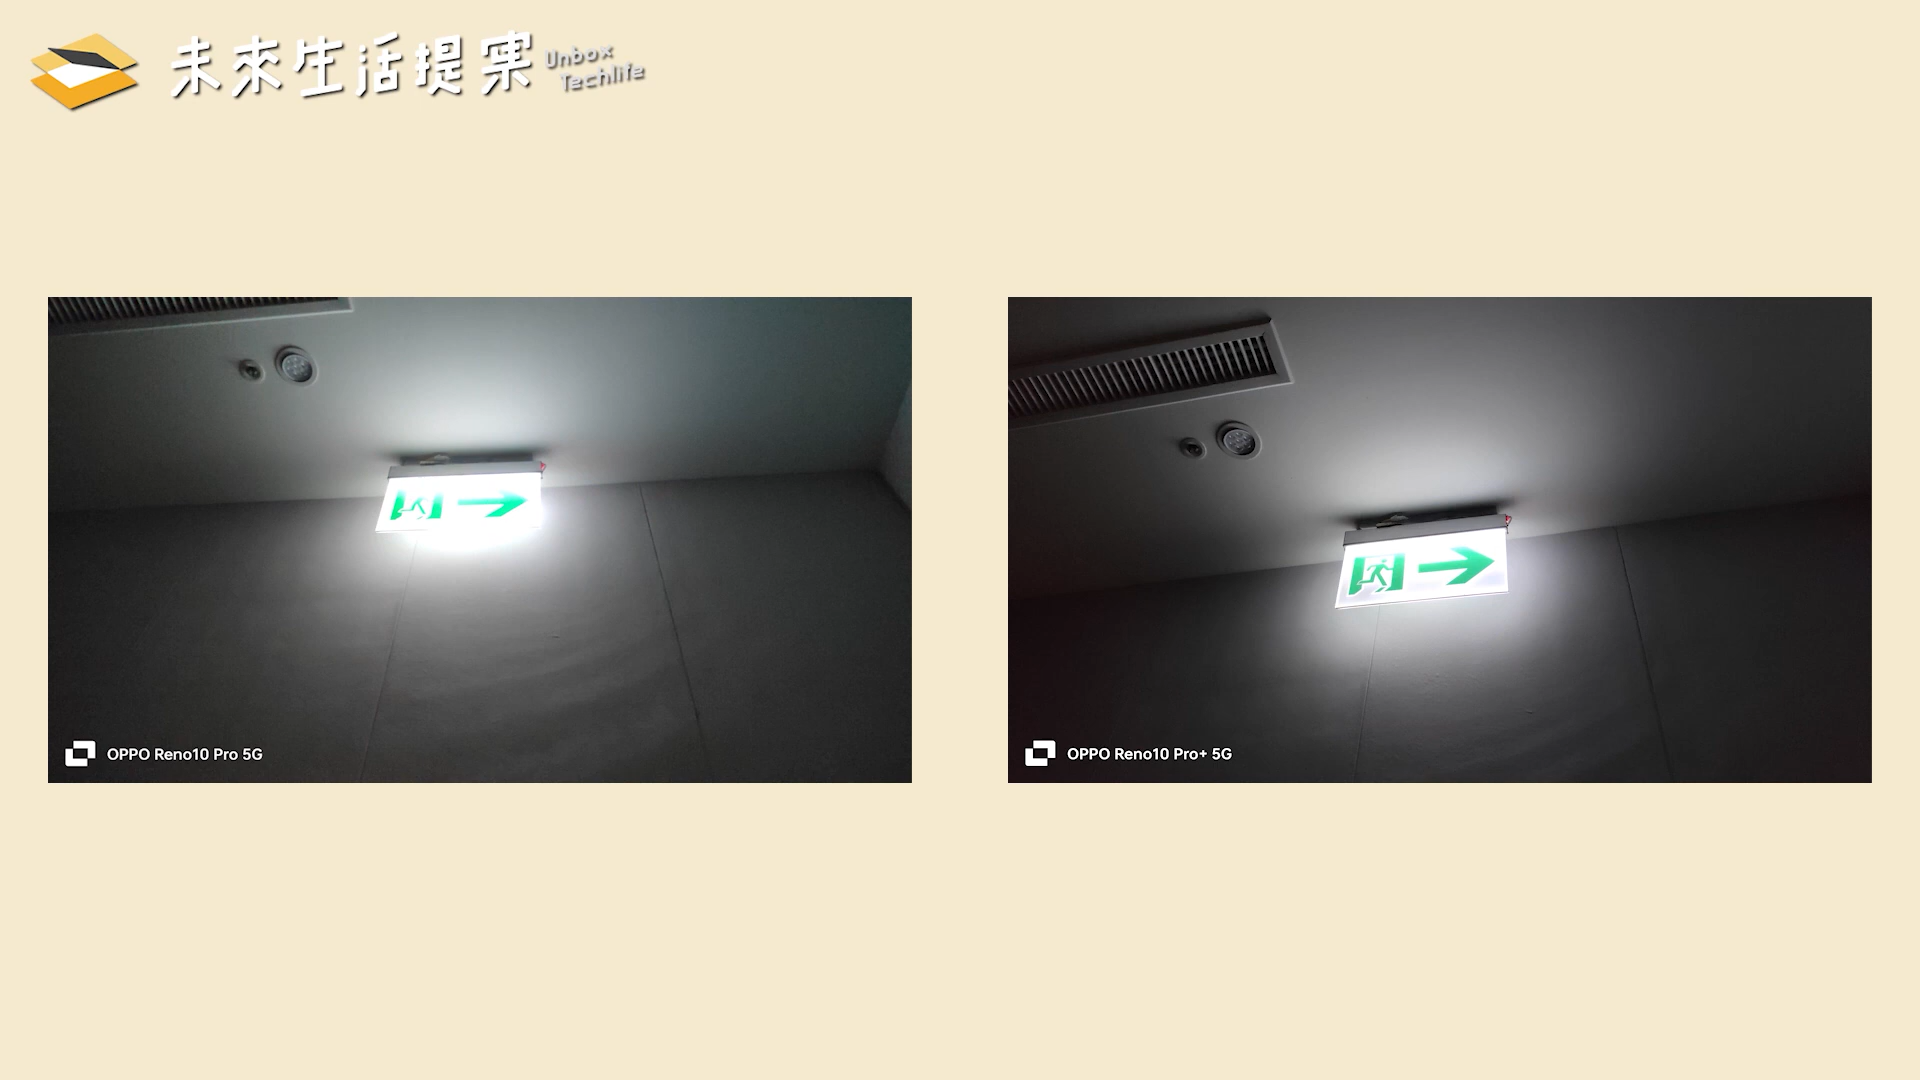 未來生活提案
Unbox
Techlife
OPPO Reno10 Pro 5G
OPPO Reno10 Pro+ 5G